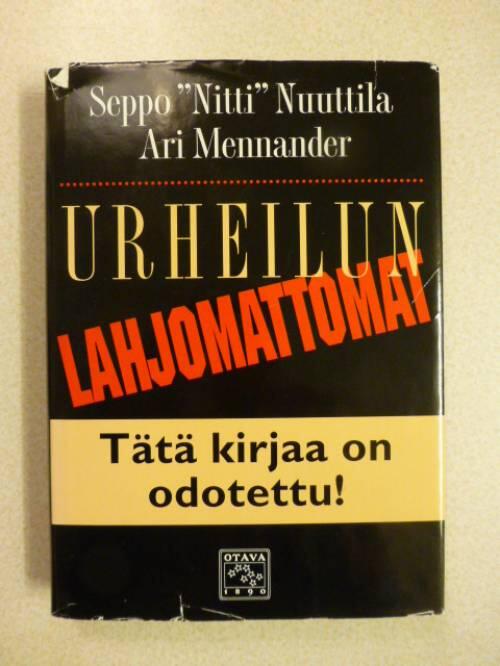 Seppo ”Nitti” Nuuttila
Ari Mennander
URHEILUN
LAHJOMATTOMAT
Tätä kirjaa on
odotettu!
OTAVA
1890